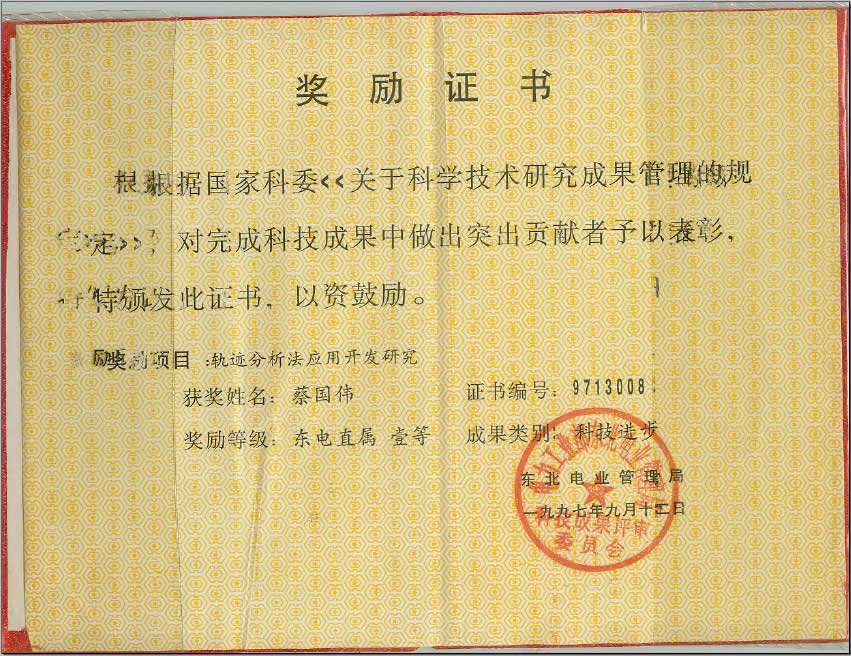 奖励证书
根据国家科委<<关于科学技术研究成果管理的规
定>>，对完成科技成果中做出突出贡献者予以表彰，
特颁发此证书，以资鼓励。
奖励项目：轨迹分析法应用开发研究
获奖姓名：蔡国伟
证书编号：9713008
奖励等级：东电直属 壹等
成果类别：科技进步
东北电业管理局
一九九七年九月十二日
科技成果评审
委员会